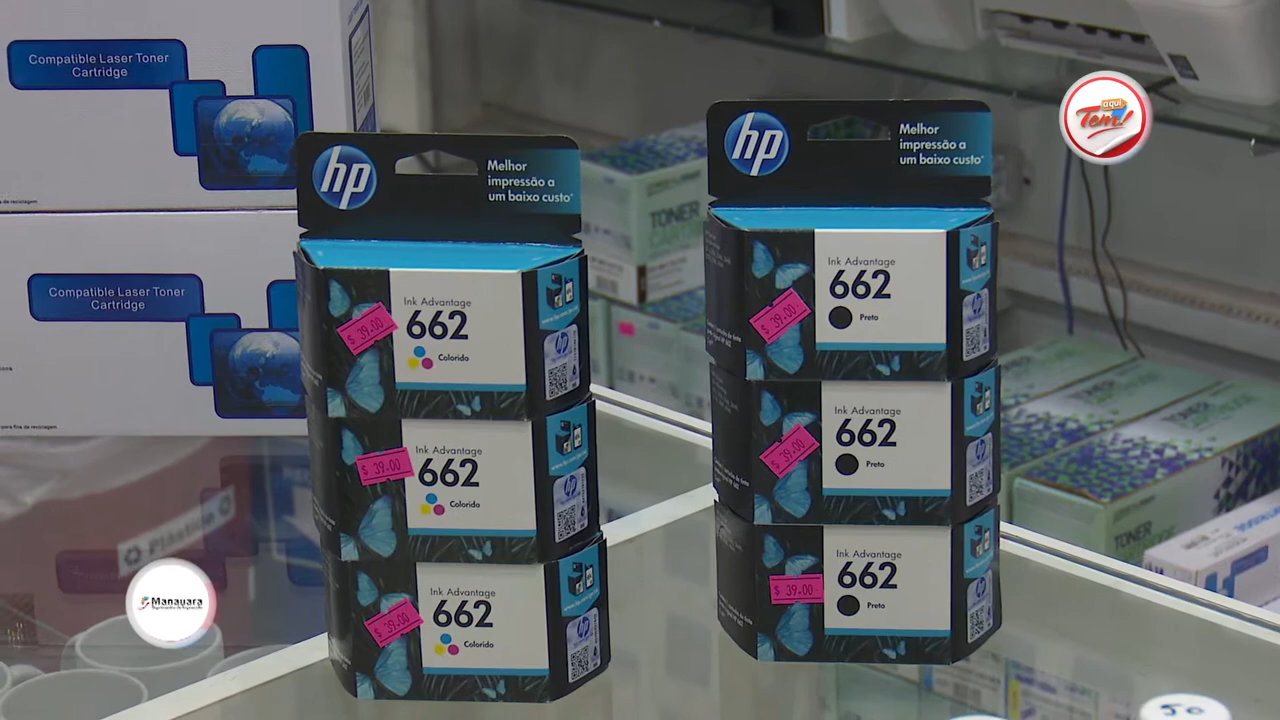 Compatible Laser Toner
Cartridge
Compatible Laser Toner
Cartridge
hp
Melhor
impressão a
um baixo custo*
Ink Advantage
662
Colorido
$ 39.00
Ink Advantage
662
Colorido
$ 39.00
Ink Advantage
662
Colorido
$ 39.00
hp
Melhor
impressão a
um baixo custo*
Ink Advantage
662
Preto
$ 39.00
Ink Advantage
662
Preto
$ 39.00
Ink Advantage
662
Preto
$ 39.00
TONER
TONER
TONER
aqui
Tem!
Manauara
Plástico
50